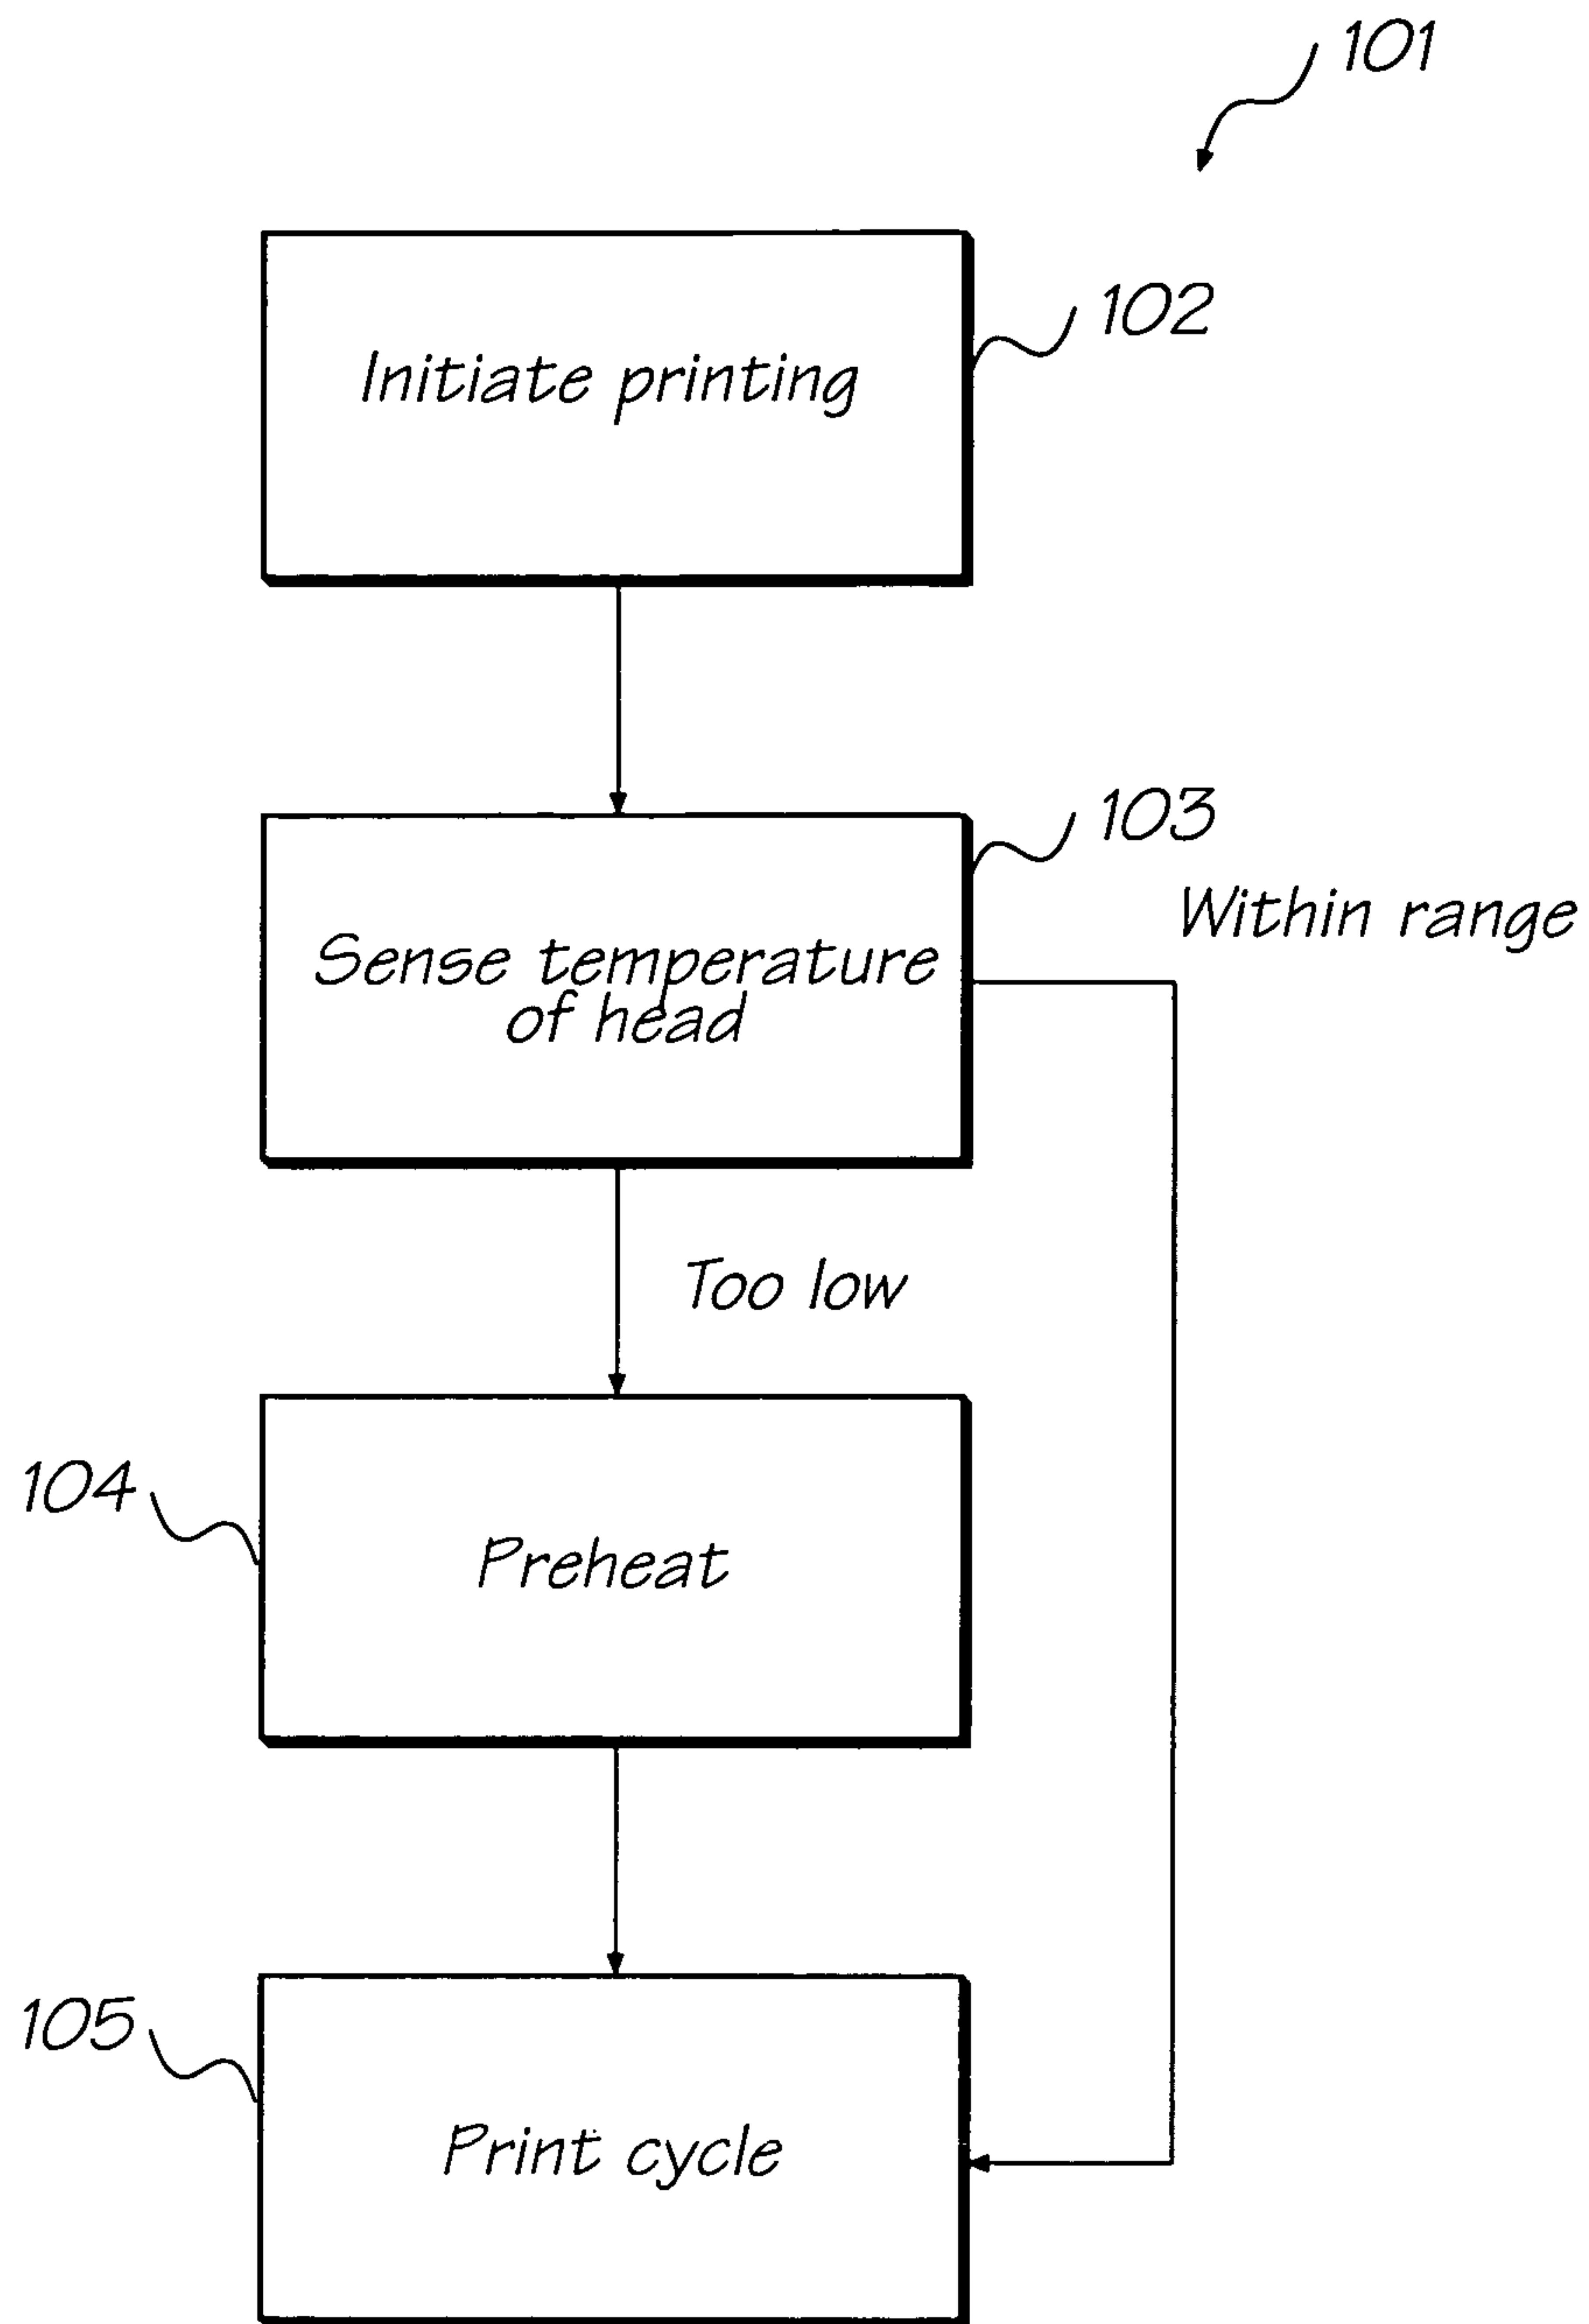 101
Initiate printing
102
103
Within range
Sense temperature
of head
Too low
104
Preheat
105
Print cycle